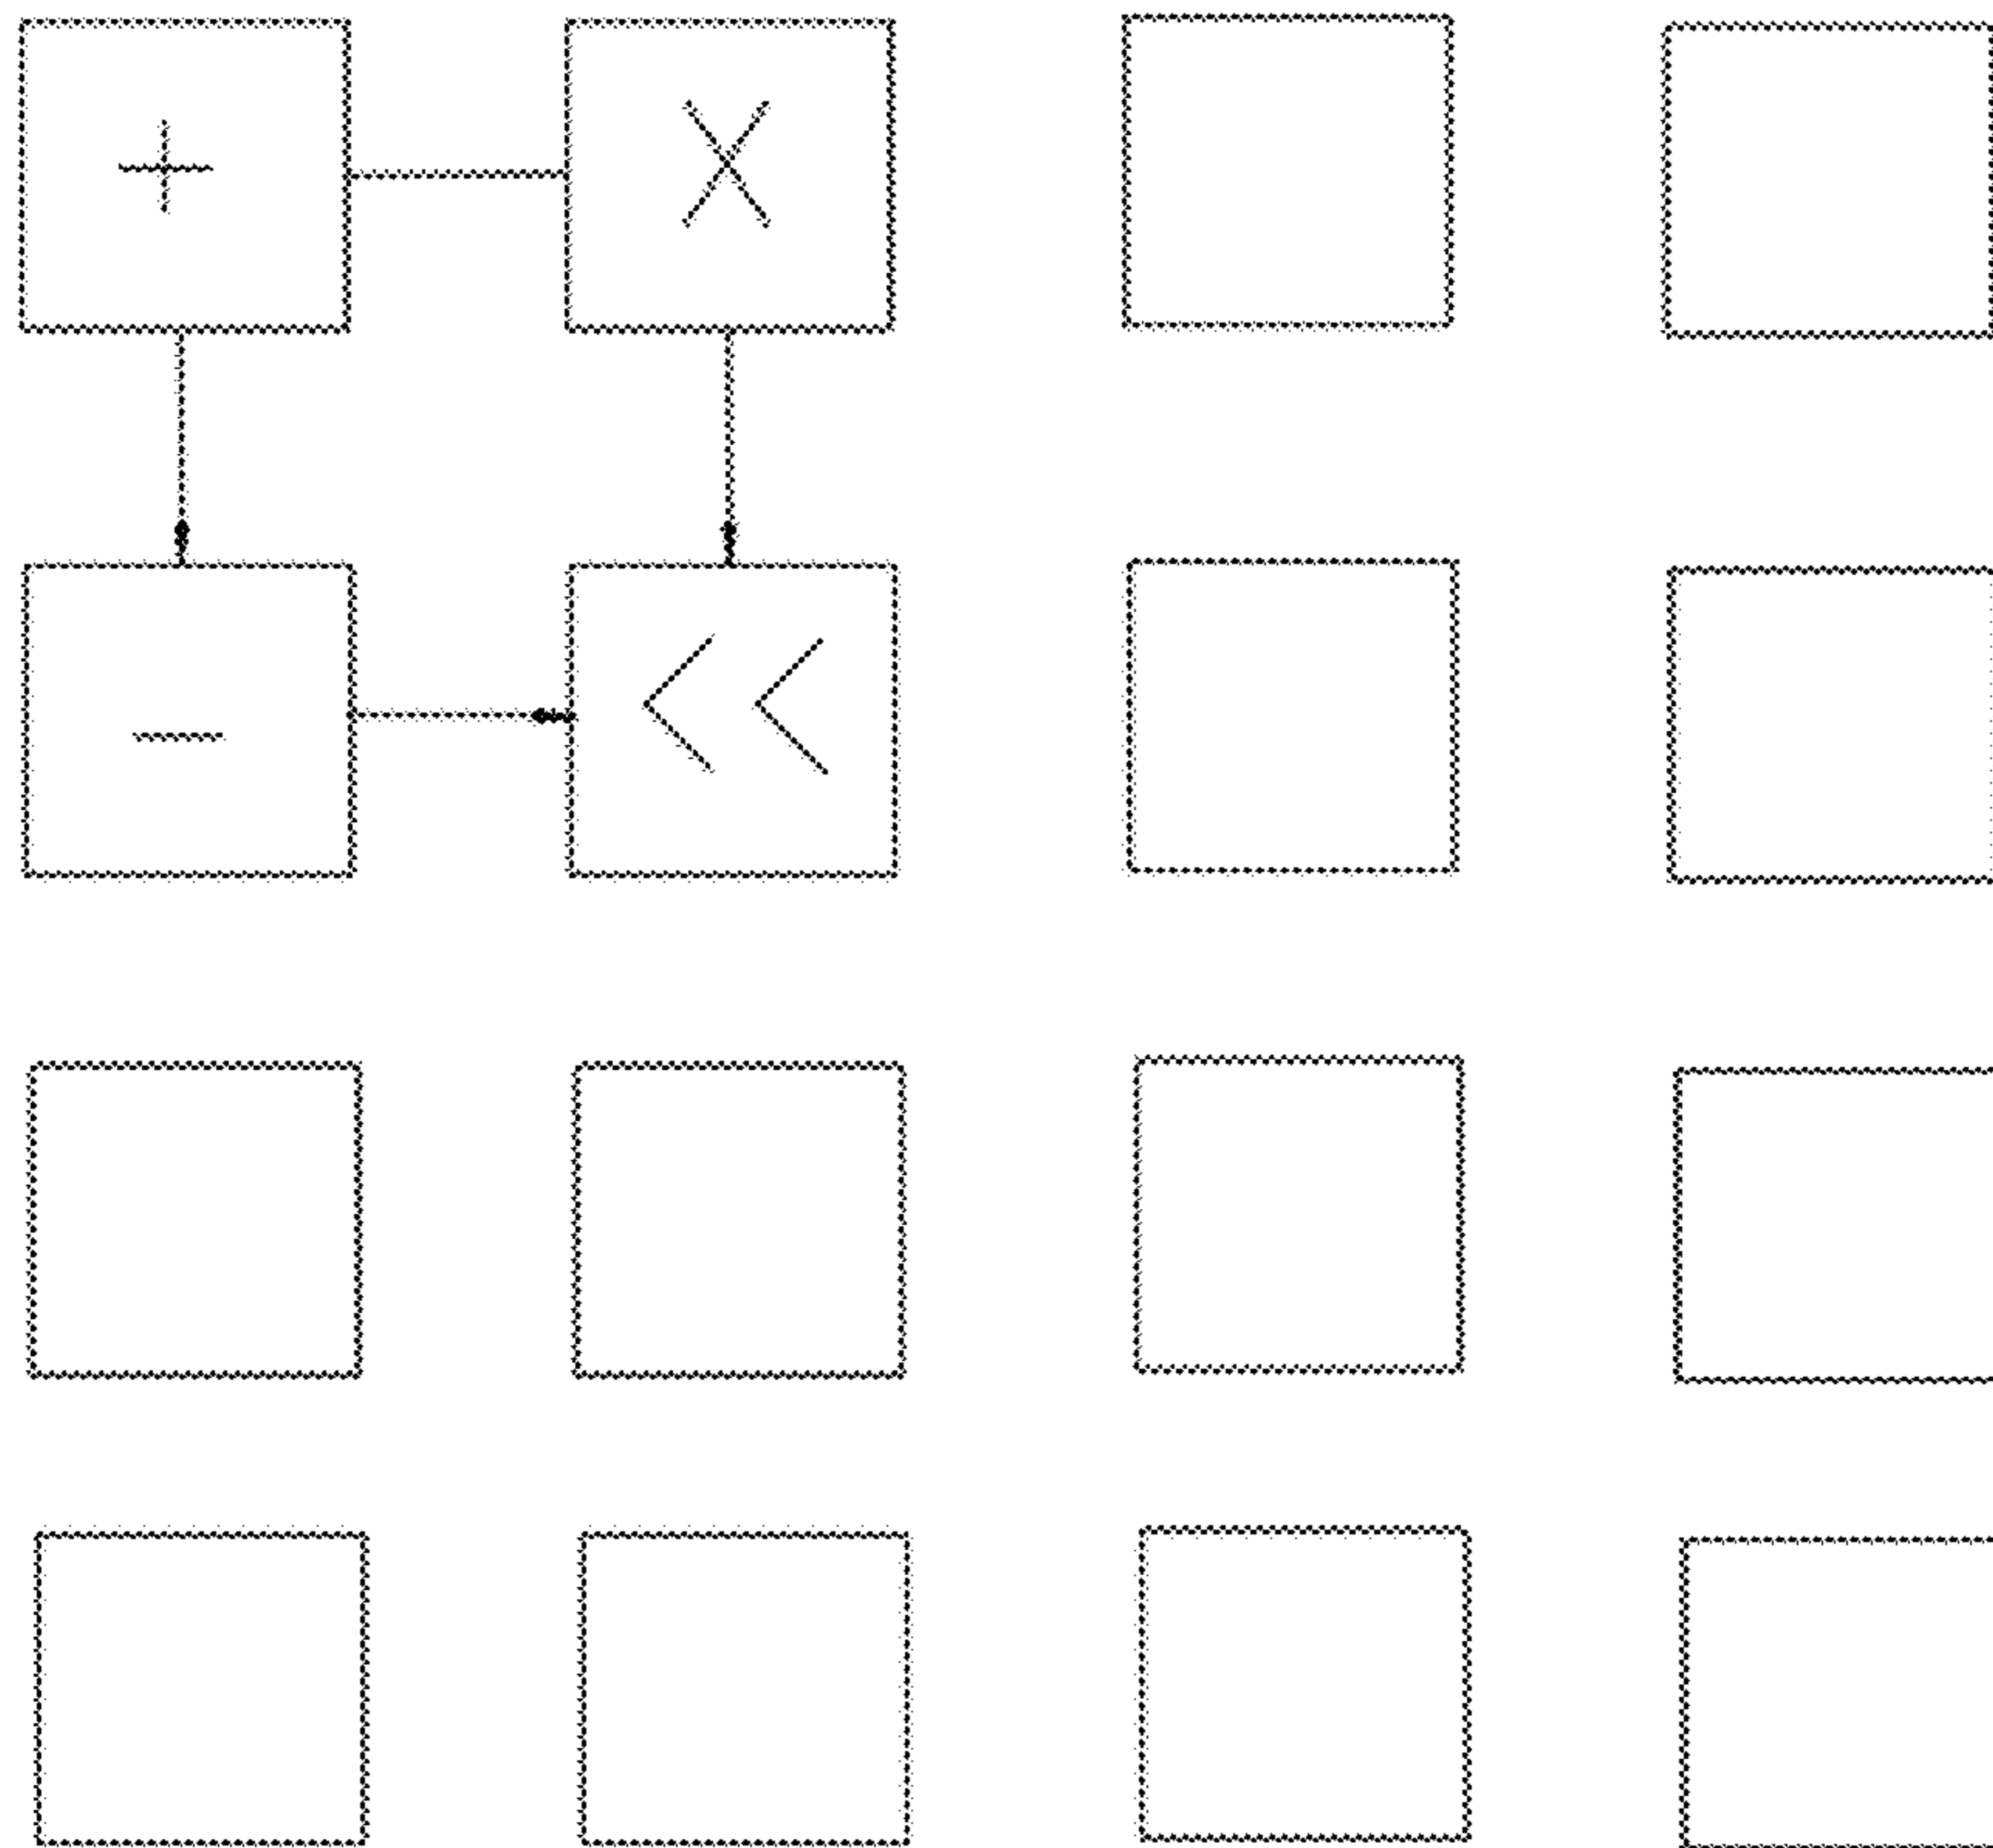 + ×
− <<